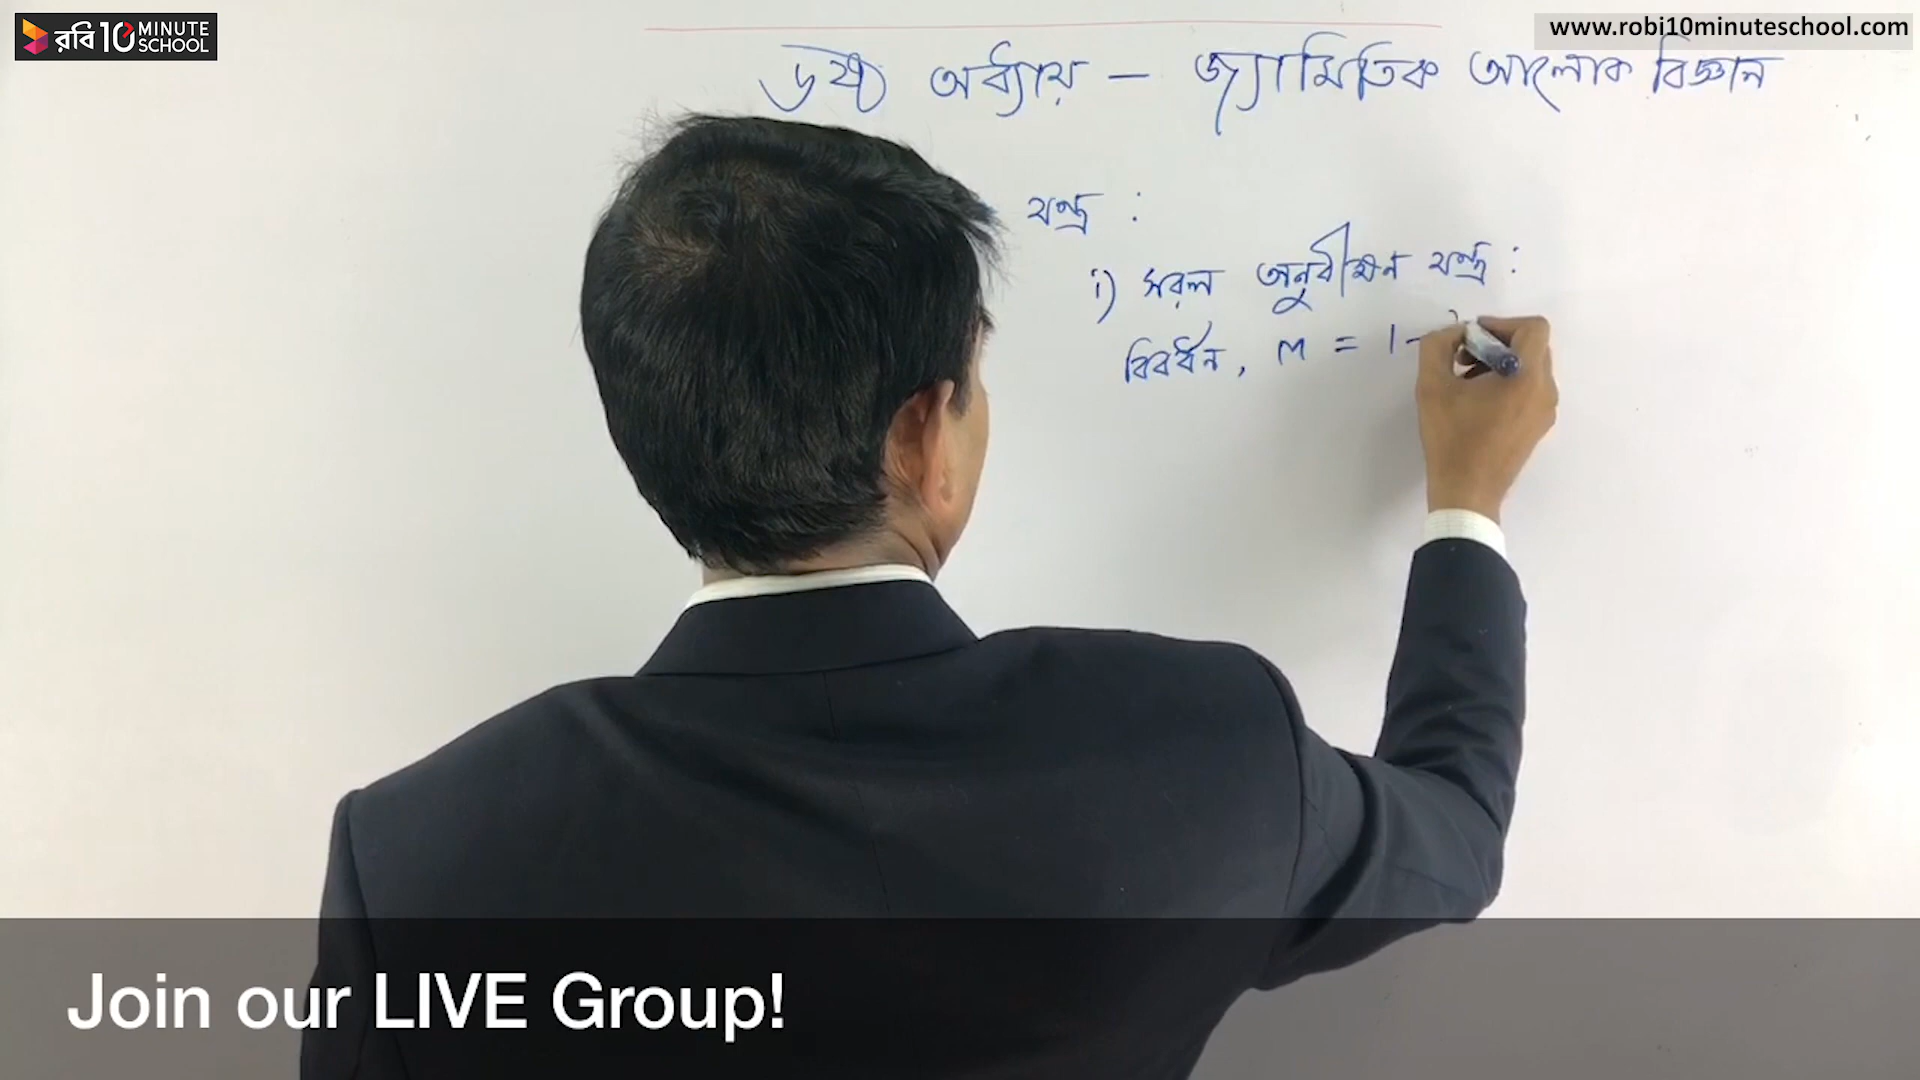 রবি 10 MINUTE SCHOOL
www.robi10minuteschool.com
৬ষ্ঠ অধ্যায় – জ্যামিতিক আলোক বিজ্ঞান
যন্ত্র :
i) সরল অনুবীক্ষন যন্ত্র :
বিবর্ধন, M = 1 +
Join our LIVE Group!